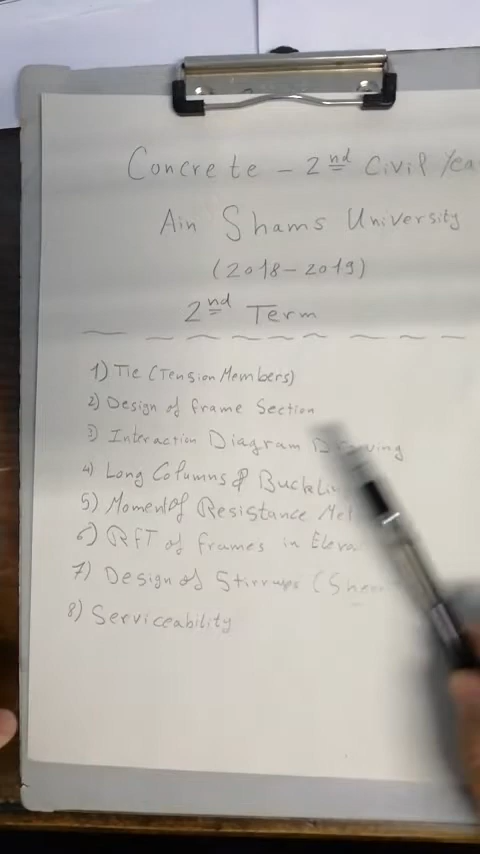 Concrete - 2nd Civil Yea
Ain Shams University
(2018-2019)
2nd Term
1) Tie (Tension Members)
2) Design of frame Section
3) Interaction Diagram Drawing
4) Long Columns & Buckli
5) Moment of Resistance Met
6) RFT of frames in Eleva
7) Design of Stirrups (Shea
8) Serviceability